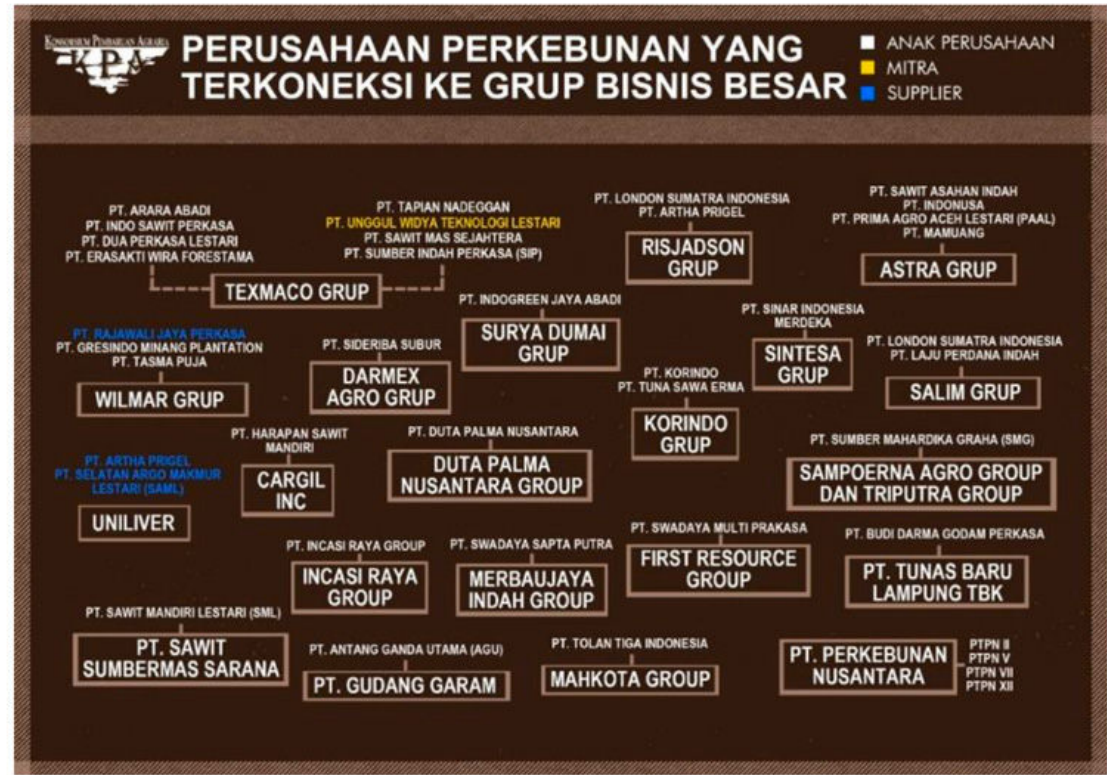 KONSORSIUM PEMBARUAN AGRARIA
KPA
PERUSAHAAN PERKEBUNAN YANG
TERKONEKSI KE GRUP BISNIS BESAR
ANAK PERUSAHAAN
MITRA
SUPPLIER
PT. ARARA ABADI
PT. INDO SAWIT PERKASA
PT. DUA PERKASA LESTARI
PT. ERASAKTI WIRA FORESTAMA
PT. TAPIAN NADEGGAN
PT. UNGGUL WIDYA TEKNOLOGI LESTARI
PT. SAWIT MAS SEJAHTERA
PT. SUMBER INDAH PERKASA (SIP)
TEXMACO GRUP
PT. LONDON SUMATRA INDONESIA
PT. ARTHA PRIGEL
RISJADSON
GRUP
PT. SAWIT ASAHAN INDAH
PT. INDONUSA
PT. PRIMA AGRO ACEH LESTARI (PAAL)
PT. MAMUANG
ASTRA GRUP
PT. RAJAWALI JAYA PERKASA
PT. GRESINDO MINANG PLANTATION
PT. TASMA PUJA
WILMAR GRUP
PT. SIDERIBA SUBUR
DARMEX
AGRO GRUP
PT. INDOGREEN JAYA ABADI
SURYA DUMAI
GRUP
PT. KORINDO
PT. TUNA SAWA ERMA
KORINDO
GRUP
PT. SINAR INDONESIA
MERDEKA
SINTESA
GRUP
PT. LONDON SUMATRA INDONESIA
PT. LAJU PERDANA INDAH
SALIM GRUP
PT. ARTHA PRIGEL
PT. SELATAN ARGO MAKMUR
LESTARI (SAML)
UNILIVER
PT. HARAPAN SAWIT
MANDIRI
CARGIL
INC
PT. DUTA PALMA NUSANTARA
DUTA PALMA
NUSANTARA GROUP
PT. SUMBER MAHARDIKA GRAHA (SMG)
SAMPOERNA AGRO GROUP
DAN TRIPUTRA GROUP
PT. INCASI RAYA GROUP
INCASI RAYA
GROUP
PT. SWADAYA SAPTA PUTRA
MERBAUJAYA
INDAH GROUP
PT. SWADAYA MULTI PRAKASA
FIRST RESOURCE
GROUP
PT. BUDI DARMA GODAM PERKASA
PT. TUNAS BARU
LAMPUNG TBK
PT. SAWIT MANDIRI LESTARI (SML)
PT. SAWIT
SUMBERMAS SARANA
PT. ANTANG GANDA UTAMA (AGU)
PT. GUDANG GARAM
PT. TOLAN TIGA INDONESIA
MAHKOTA GROUP
PT. PERKEBUNAN
NUSANTARA
PTPN II
PTPN V
PTPN VII
PTPN XII